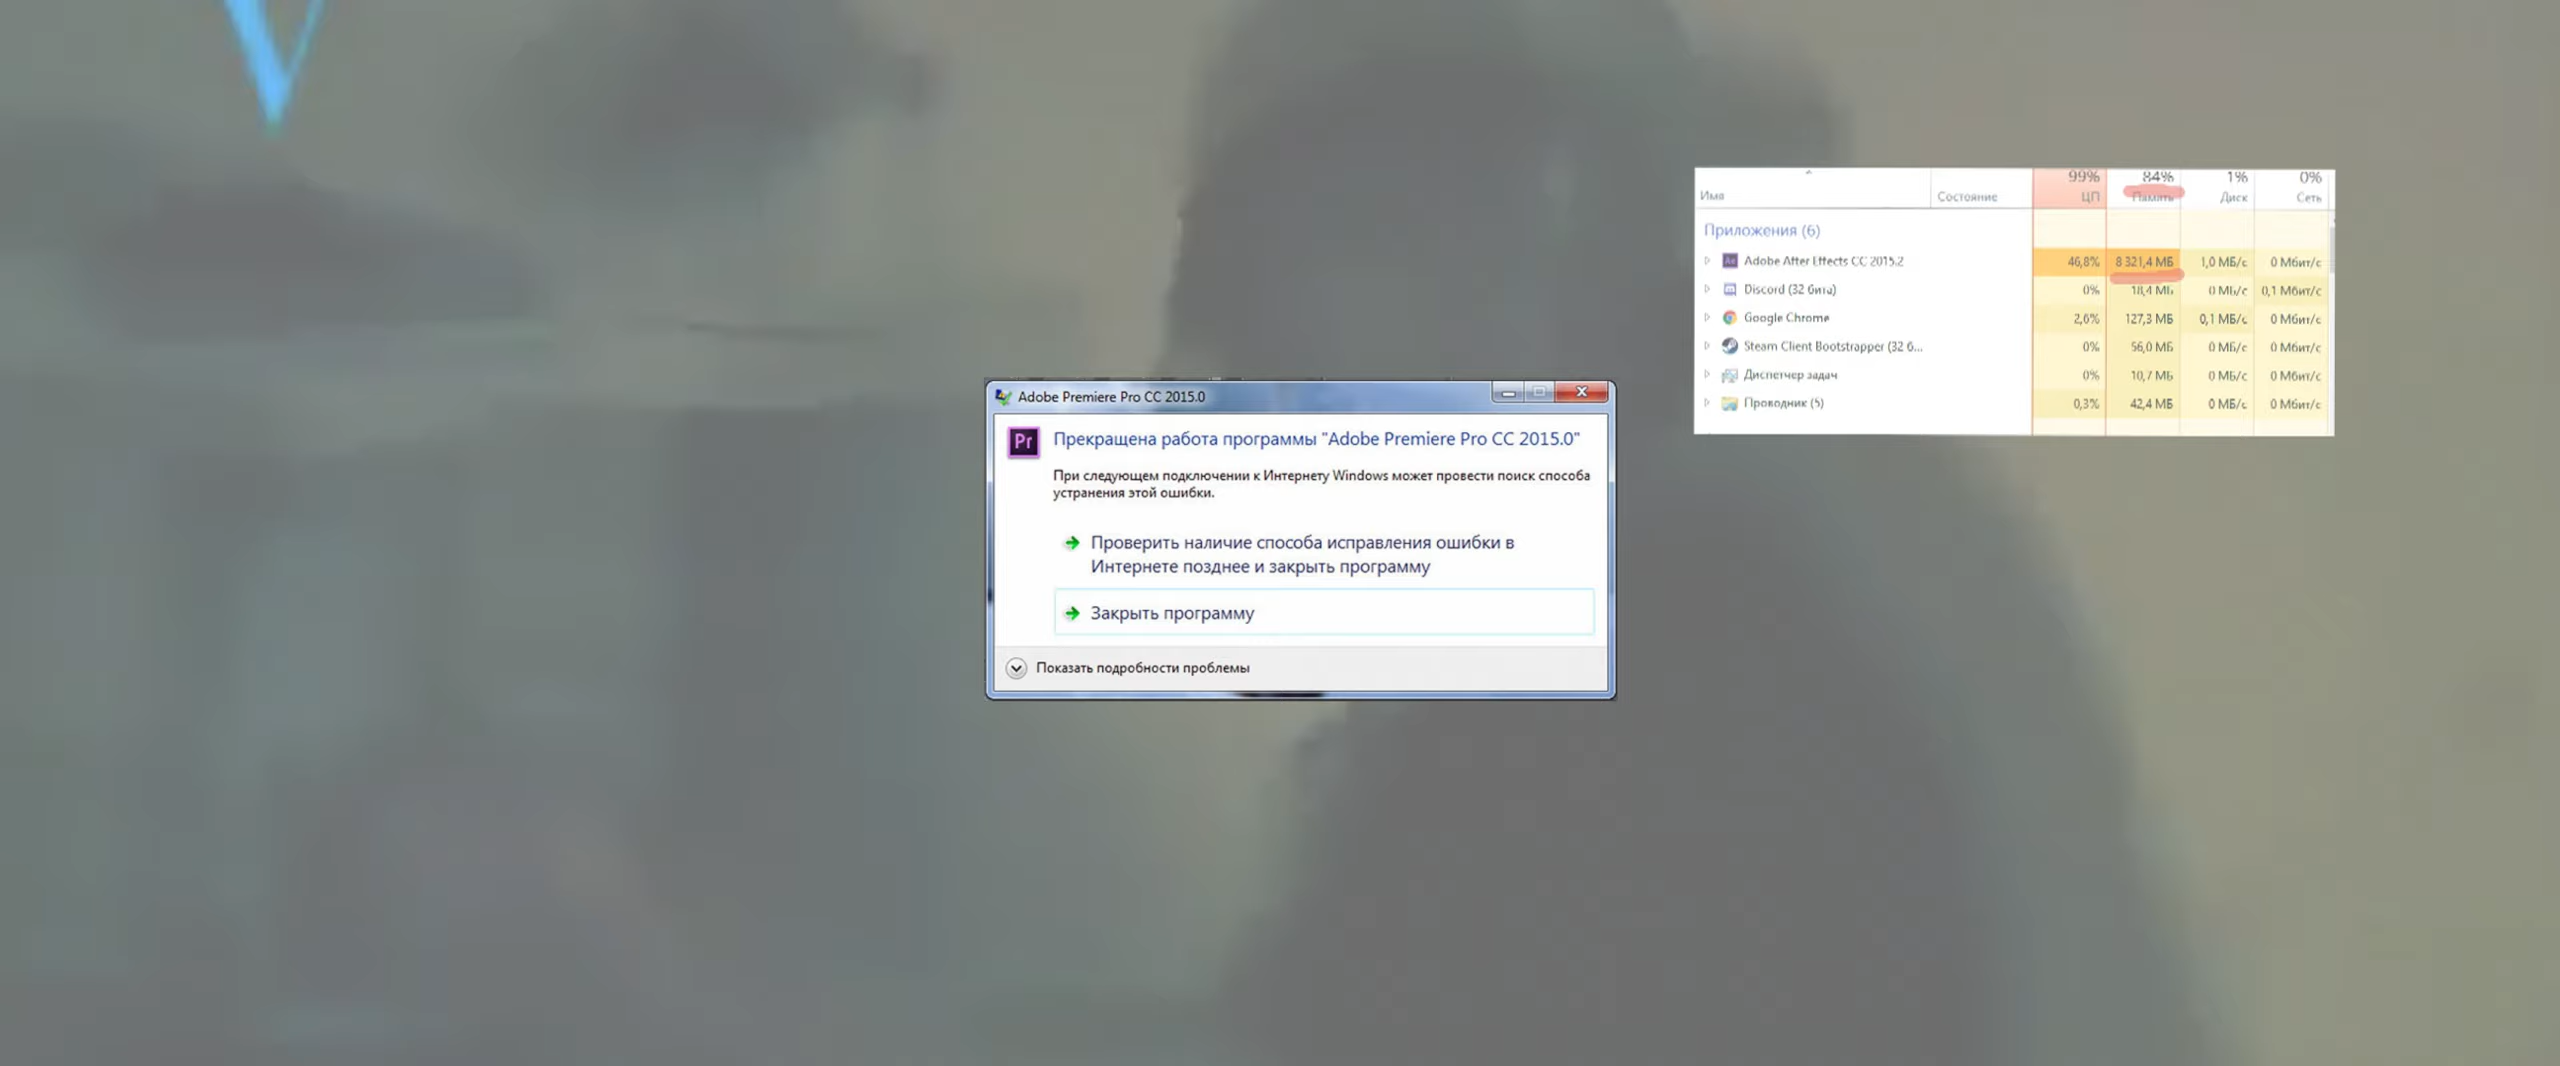 99% 84% 1% 0%
Имя Состояние ЦП Память Диск Сеть
Приложения (6)
Adobe After Effects CC 2015.2 46,8% 8 321,4 МБ 1,0 МБ/с 0 Мбит/с
Discord (32 бита) 0% 18,4 МБ 0 МБ/с 0,1 Мбит/с
Google Chrome 2,6% 127,3 МБ 0,1 МБ/с 0 Мбит/с
Steam Client Bootstrapper (32 б... 0% 56,0 МБ 0 МБ/с 0 Мбит/с
Диспетчер задач 0% 10,7 МБ 0 МБ/с 0 Мбит/с
Проводник (5) 0,3% 42,4 МБ 0 МБ/с 0 Мбит/с
Adobe Premiere Pro CC 2015.0
Pr Прекращена работа программы "Adobe Premiere Pro CC 2015.0"
При следующем подключении к Интернету Windows может провести поиск способа
устранения этой ошибки.
Проверить наличие способа исправления ошибки в
Интернете позднее и закрыть программу
Закрыть программу
Показать подробности проблемы